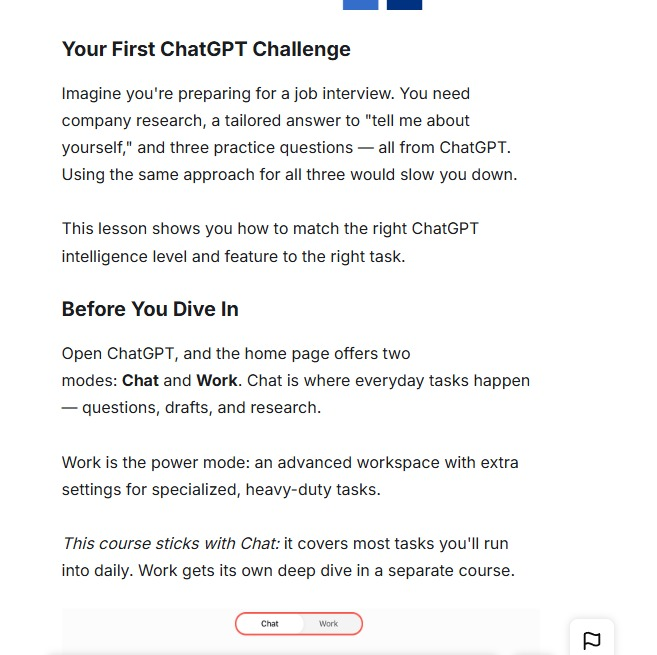 Your First ChatGPT Challenge
Imagine you're preparing for a job interview. You need
company research, a tailored answer to "tell me about
yourself," and three practice questions — all from ChatGPT.
Using the same approach for all three would slow you down.
This lesson shows you how to match the right ChatGPT
intelligence level and feature to the right task.
Before You Dive In
Open ChatGPT, and the home page offers two
modes: Chat and Work. Chat is where everyday tasks happen
— questions, drafts, and research.
Work is the power mode: an advanced workspace with extra
settings for specialized, heavy-duty tasks.
This course sticks with Chat: it covers most tasks you'll run
into daily. Work gets its own deep dive in a separate course.
Chat Work